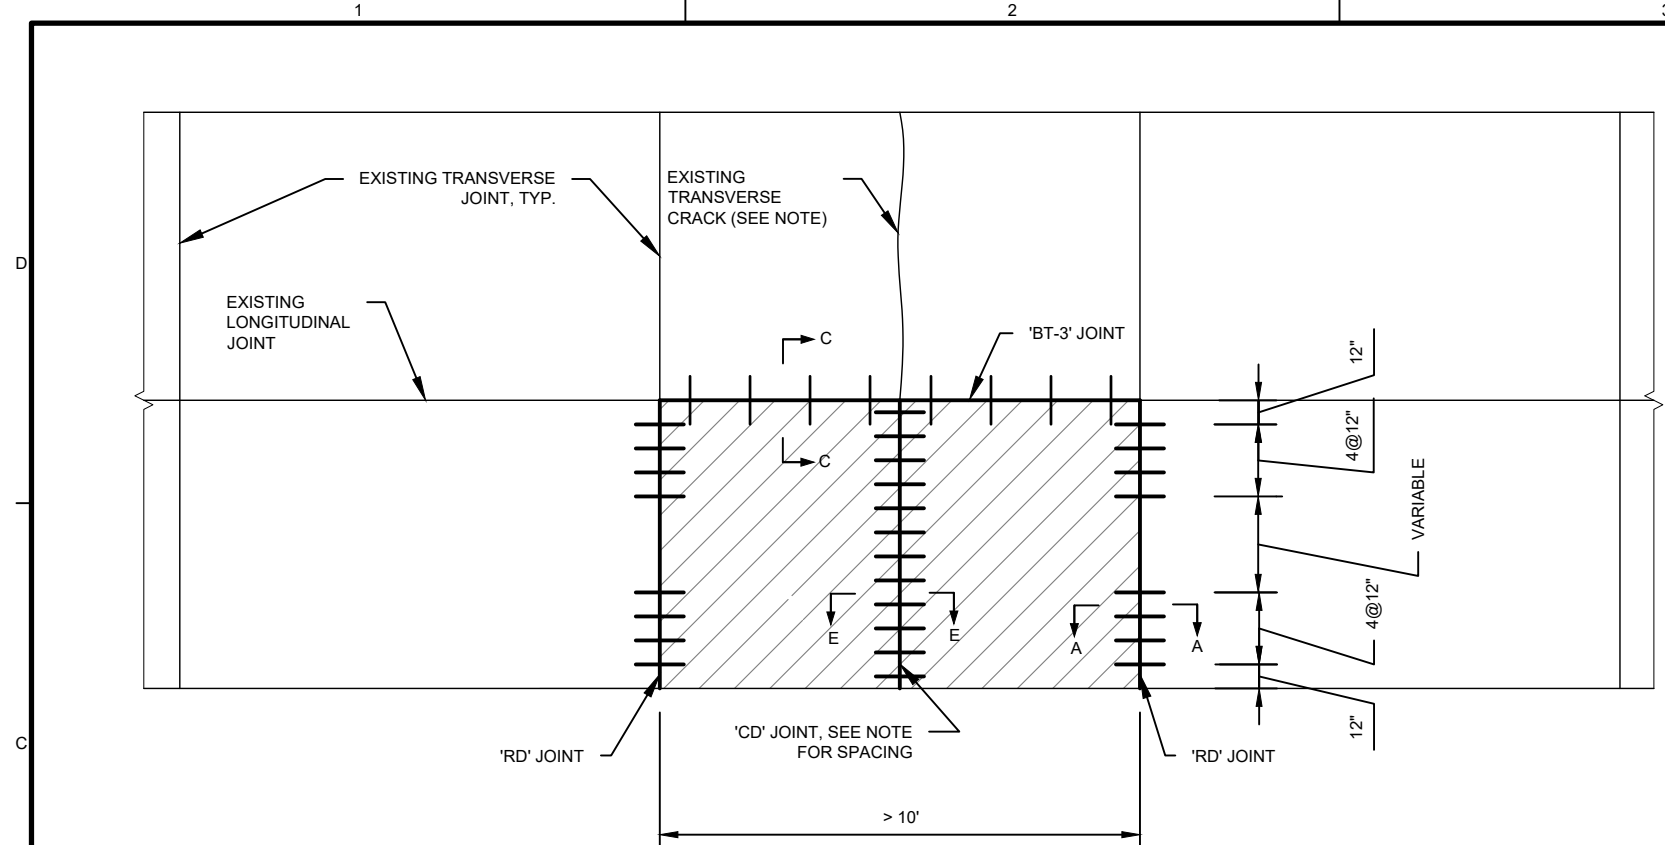 1
2
3
EXISTING TRANSVERSE
JOINT, TYP.
EXISTING
TRANSVERSE
CRACK (SEE NOTE)
D
EXISTING
LONGITUDINAL
JOINT
C
'BT-3' JOINT
12"
C
4@12"
VARIABLE
E
E
A
A
4@12"
12"
C
'RD' JOINT
'CD' JOINT, SEE NOTE
FOR SPACING
'RD' JOINT
> 10'